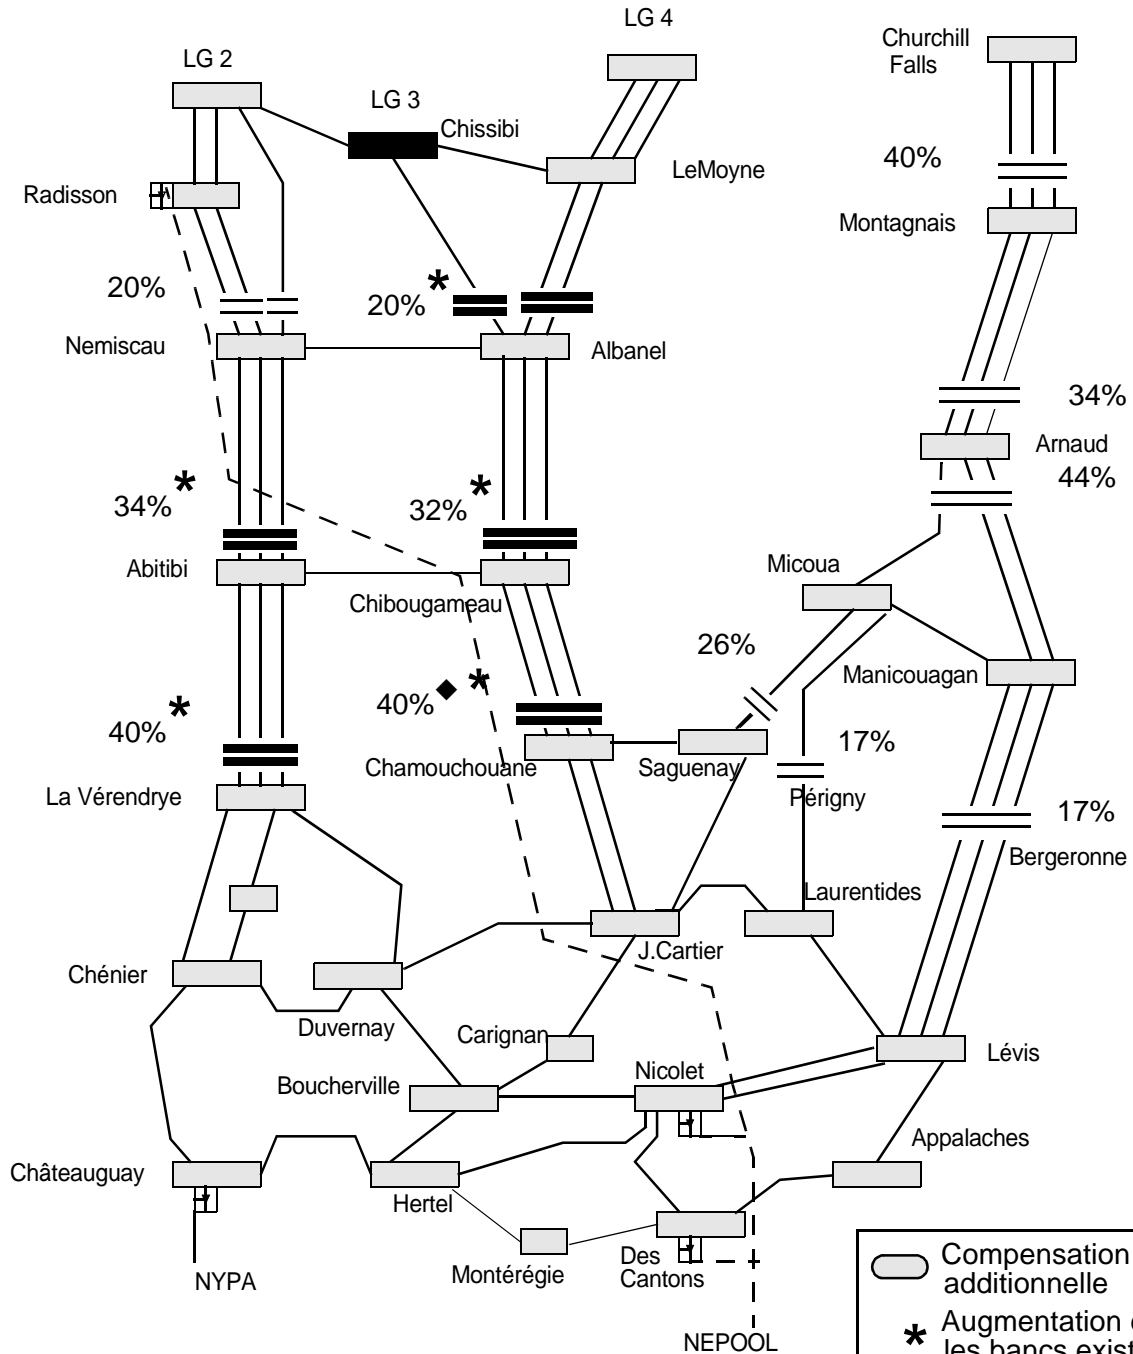 LG 4
Churchill
Falls
LG 2
LG 3
Chissibi
40%
LeMoyne
Radisson
Montagnais
20%
20% *
Nemiscau
Albanel
34%
Arnaud
44%
34% *
32% *
Abitibi
Micoua
Chibougameau
26%
Manicouagan
40% ◆ *
40% *
17%
Chamouchouane
Saguenay
La Vérendrye
Périgny
17%
Bergeronne
Laurentides
J.Cartier
Chénier
Duvernay
Carignan
Lévis
Nicolet
Boucherville
Appalaches
Châteauguay
Hertel
Des
Cantons
Montérégie
NYPA
NEPOOL
Compensation
additionnelle
* Augmentation
les bancs